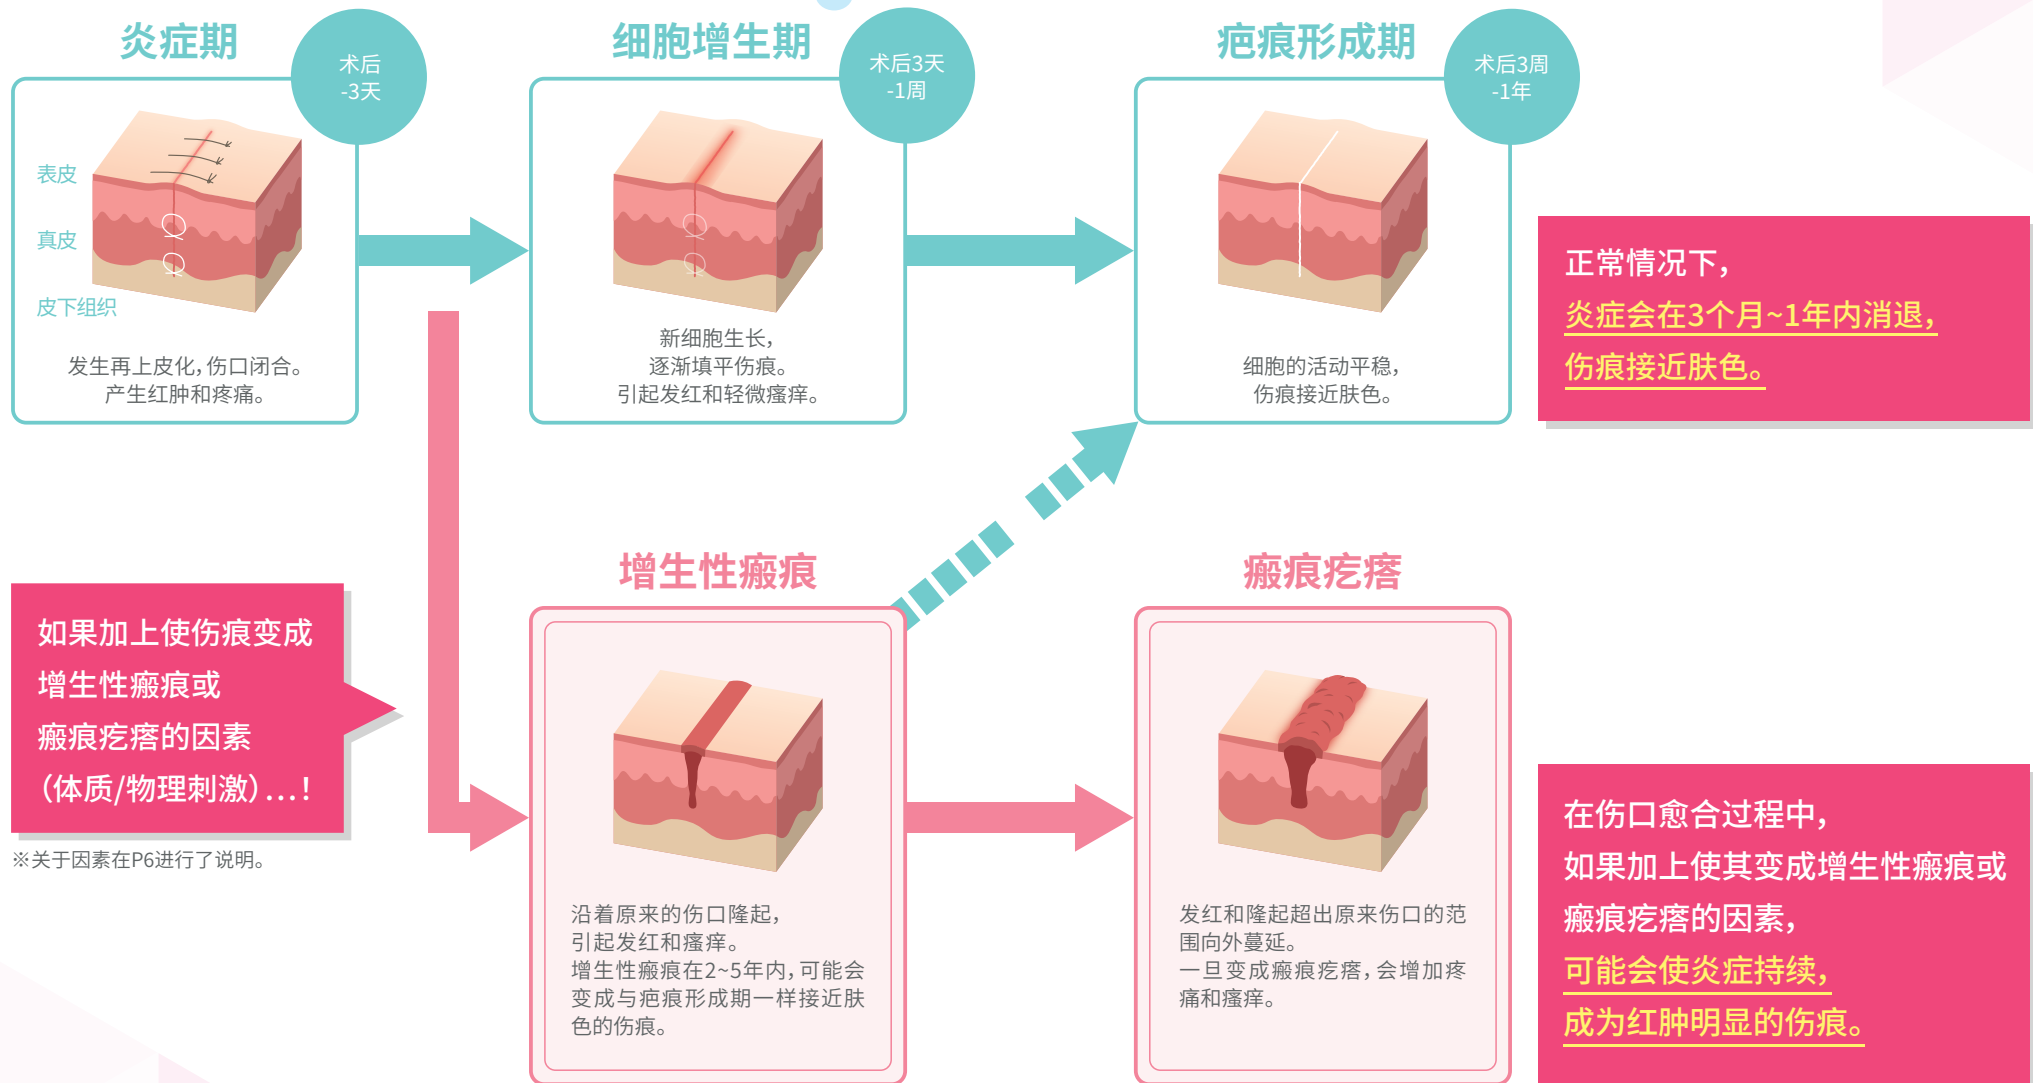 炎症期
术后
-3天
表皮
真皮
皮下组织
发生再上皮化，伤口闭合。
产生红肿和疼痛。
细胞增生期
术后3天
-1周
新细胞生长，
逐渐填平伤痕。
引起发红和轻微瘙痒。
疤痕形成期
术后3周
-1年
细胞的活动平稳，
伤痕接近肤色。
正常情况下，
炎症会在3个月~1年内消退，
伤痕接近肤色。
如果加上使伤痕变成
增生性瘢痕或
瘢痕疙瘩的因素
（体质/物理刺激）…！
※关于因素在P6进行了说明。
增生性瘢痕
沿着原来的伤口隆起，
引起发红和瘙痒。
增生性瘢痕在2~5年内，可能会
变成与疤痕形成期一样接近肤
色的伤痕。
瘢痕疙瘩
发红和隆起超出原来伤口的范
围向外蔓延。
一旦变成瘢痕疙瘩，会增加疼
痛和瘙痒。
在伤口愈合过程中，
如果加上使其变成增生性瘢痕或
瘢痕疙瘩的因素，
可能会使炎症持续，
成为红肿明显的伤痕。